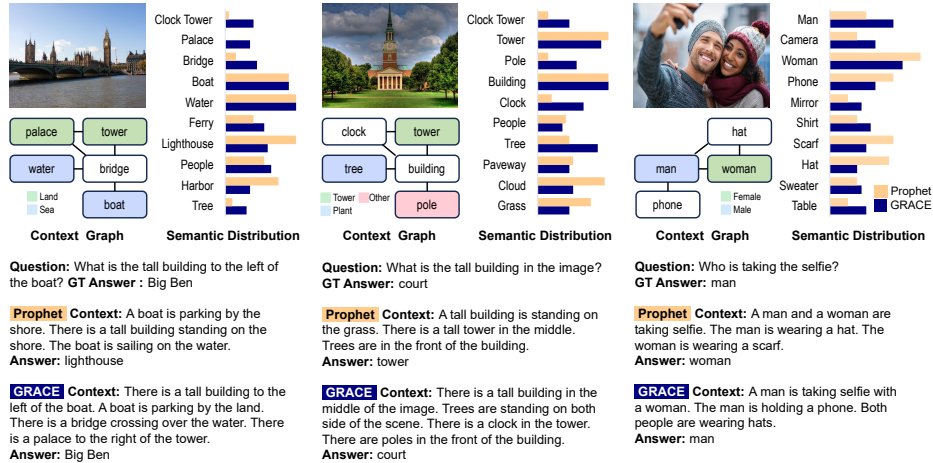 Clock Tower
Palace
Bridge
Boat
Water
Ferry
Lighthouse
People
Harbor
Tree
palace
tower
water
bridge
boat
Land
Sea
Context Graph
Semantic Distribution
Question: What is the tall building to the left of
the boat? GT Answer : Big Ben
Prophet Context: A boat is parking by the
shore. There is a tall building standing on the
shore. The boat is sailing on the water.
Answer: lighthouse
GRACE Context: There is a tall building to the
left of the boat. A boat is parking by the land.
There is a bridge crossing over the water. There
is a palace to the right of the tower.
Answer: Big Ben
Clock Tower
Tower
Pole
Building
Clock
People
Tree
Paveway
Cloud
Grass
clock
tower
tree
building
pole
Tower
Other
Plant
Context Graph
Semantic Distribution
Question: What is the tall building in the image?
GT Answer: court
Prophet Context: A tall building is standing on
the grass. There is a tall tower in the middle.
Trees are in the front of the building.
Answer: tower
GRACE Context: There is a tall building in the
middle of the image. Trees are standing on both
side of the scene. There is a clock in the tower.
There are poles in the front of the building.
Answer: court
Man
Camera
Woman
Phone
Mirror
Shirt
Scarf
Hat
Sweater
Table
Prophet
GRACE
hat
man
woman
phone
Female
Male
Context Graph
Semantic Distribution
Question: Who is taking the selfie?
GT Answer: man
Prophet Context: A man and a woman are
taking selfie. The man is wearing a hat. The
woman is wearing a scarf.
Answer: woman
GRACE Context: A man is taking selfie with
a woman. The man is holding a phone. Both
people are wearing hats.
Answer: man